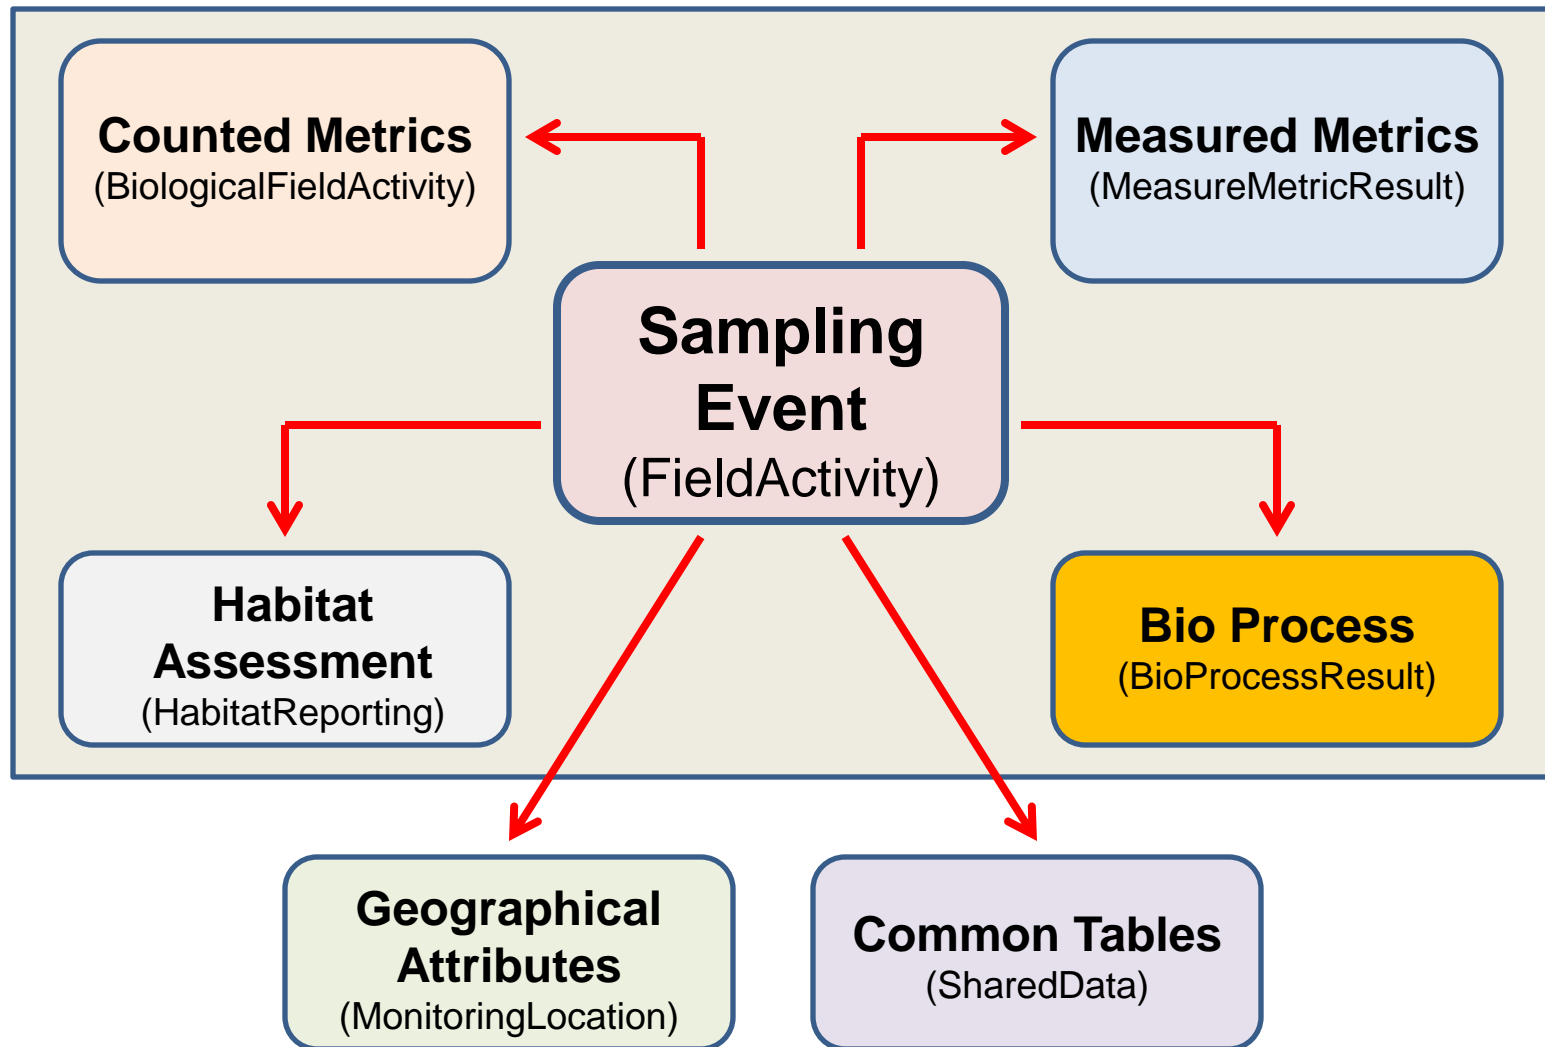 Counted Metrics
(BiologicalFieldActivity)
Measured Metrics
(MeasureMetricResult)
Sampling
Event
(FieldActivity)
Habitat
Assessment
(HabitatReporting)
Bio Process
(BioProcessResult)
Geographical
Attributes
(MonitoringLocation)
Common Tables
(SharedData)